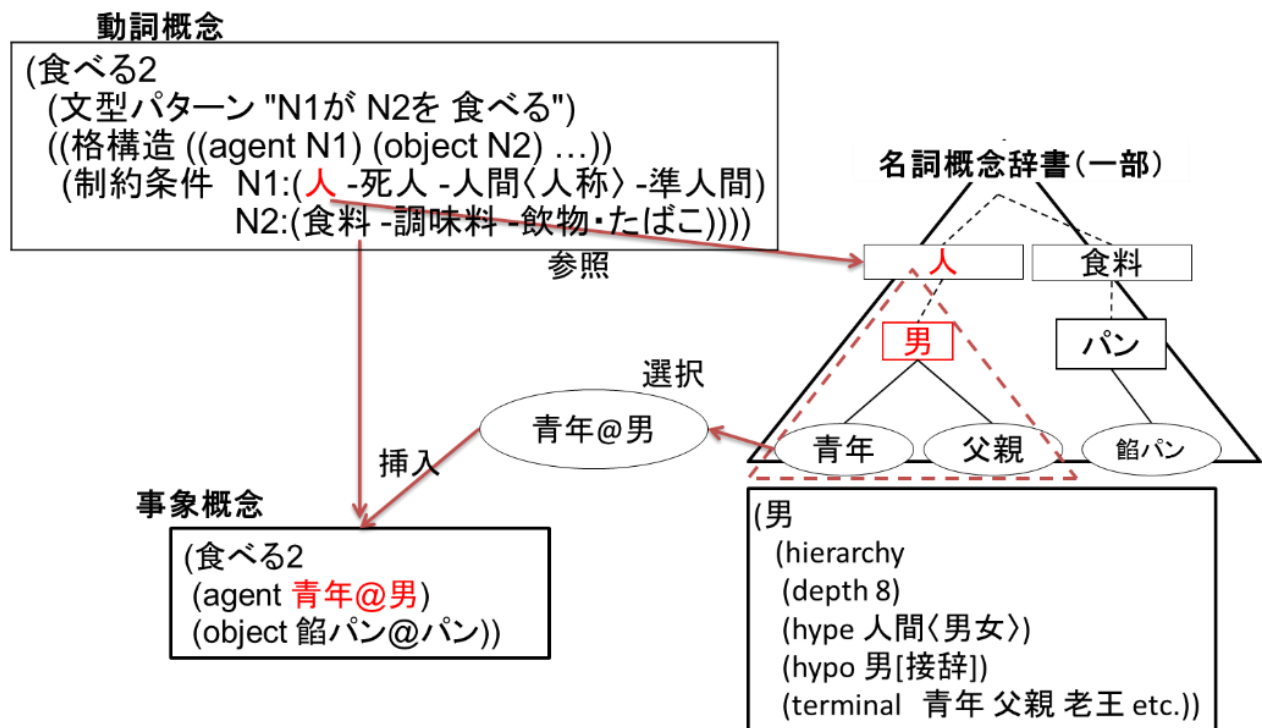 動詞概念
(食べる2
(文型パターン "N1が N2を 食べる")
((格構造 ((agent N1) (object N2) …))
(制約条件 N1:(人 -死人 -人間〈人称〉 -準人間)
N2:(食料 -調味料 -飲物・たばこ))))
参照
名詞概念辞書(一部)
人
食料
男
パン
選択
青年@男
青年
父親
餡パン
挿入
事象概念
(食べる2
(agent 青年@男)
(object 餡パン@パン))
(男
(hierarchy
(depth 8)
(hype 人間〈男女〉)
(hypo 男[接辞])
(terminal 青年 父親 老王 etc.))